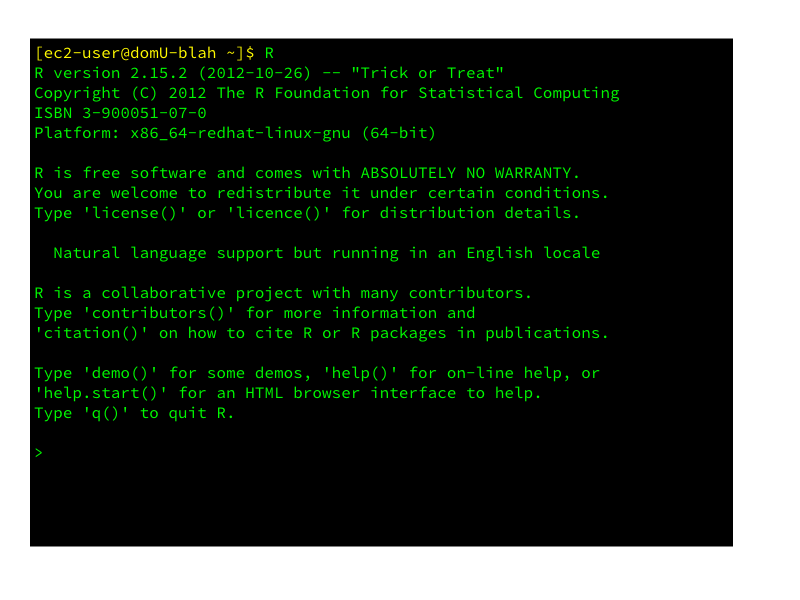 [ec2-user@domU-blah ~]$ R
R version 2.15.2 (2012-10-26) -- "Trick or Treat"
Copyright (C) 2012 The R Foundation for Statistical Computing
ISBN 3-900051-07-0
Platform: x86_64-redhat-linux-gnu (64-bit)

R is free software and comes with ABSOLUTELY NO WARRANTY.
You are welcome to redistribute it under certain conditions.
Type 'license()' or 'licence()' for distribution details.

  Natural language support but running in an English locale

R is a collaborative project with many contributors.
Type 'contributors()' for more information and
'citation()' on how to cite R or R packages in publications.

Type 'demo()' for some demos, 'help()' for on-line help, or
'help.start()' for an HTML browser interface to help.
Type 'q()' to quit R.

>